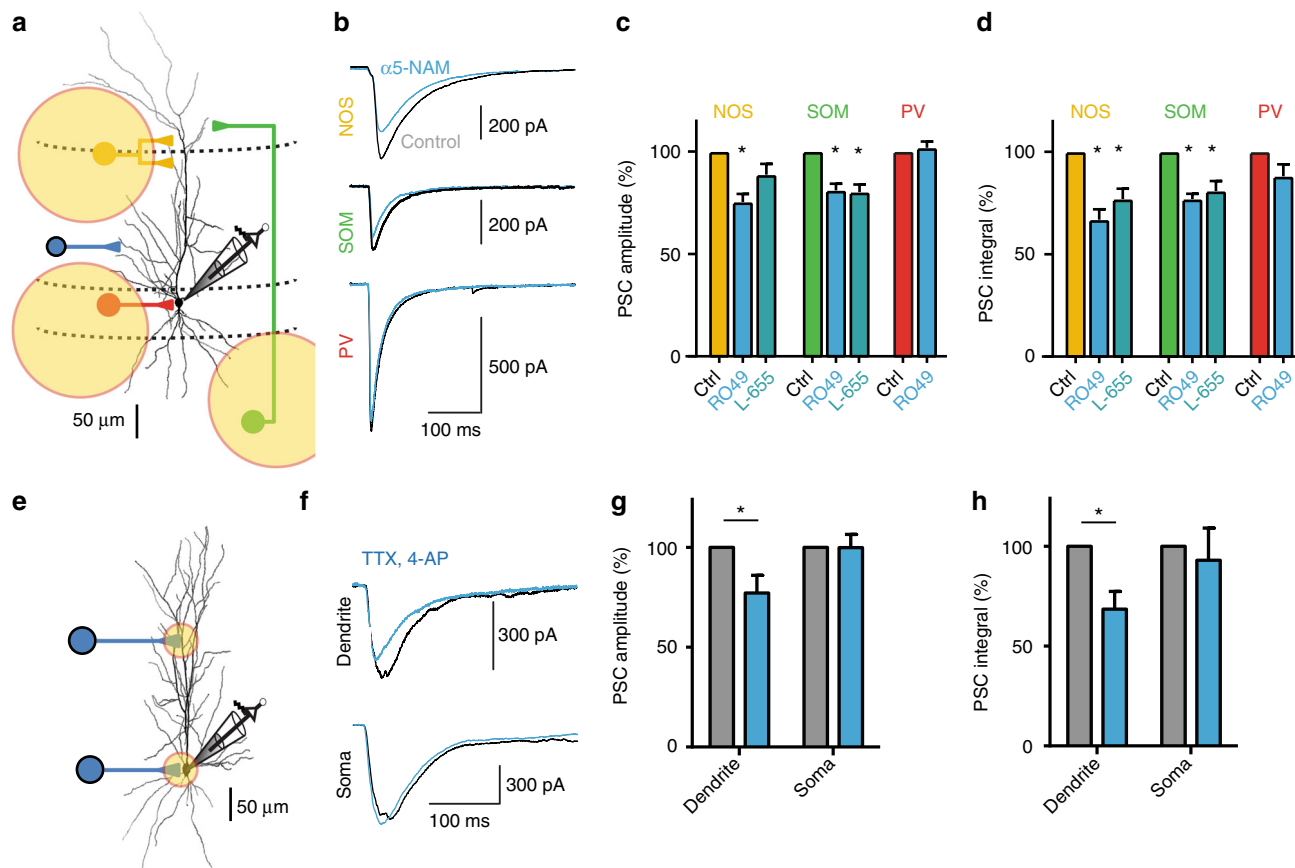 a
50 µm
b
α5-NAM
Control
NOS
200 pA
SOM
200 pA
PV
500 pA
100 ms
c
NOS
SOM
PV
PSC amplitude (%)
100
50
0
*
* *
Ctrl
RO49
L-655
Ctrl
RO49
L-655
Ctrl
RO49
d
NOS
SOM
PV
PSC integral (%)
100
50
0
* *
* *
Ctrl
RO49
L-655
Ctrl
RO49
L-655
Ctrl
RO49
e
50 µm
f
TTX, 4-AP
Dendrite
300 pA
Soma
300 pA
100 ms
g
PSC amplitude (%)
100
50
0
*
Dendrite
Soma
h
PSC integral (%)
100
50
0
*
Dendrite
Soma